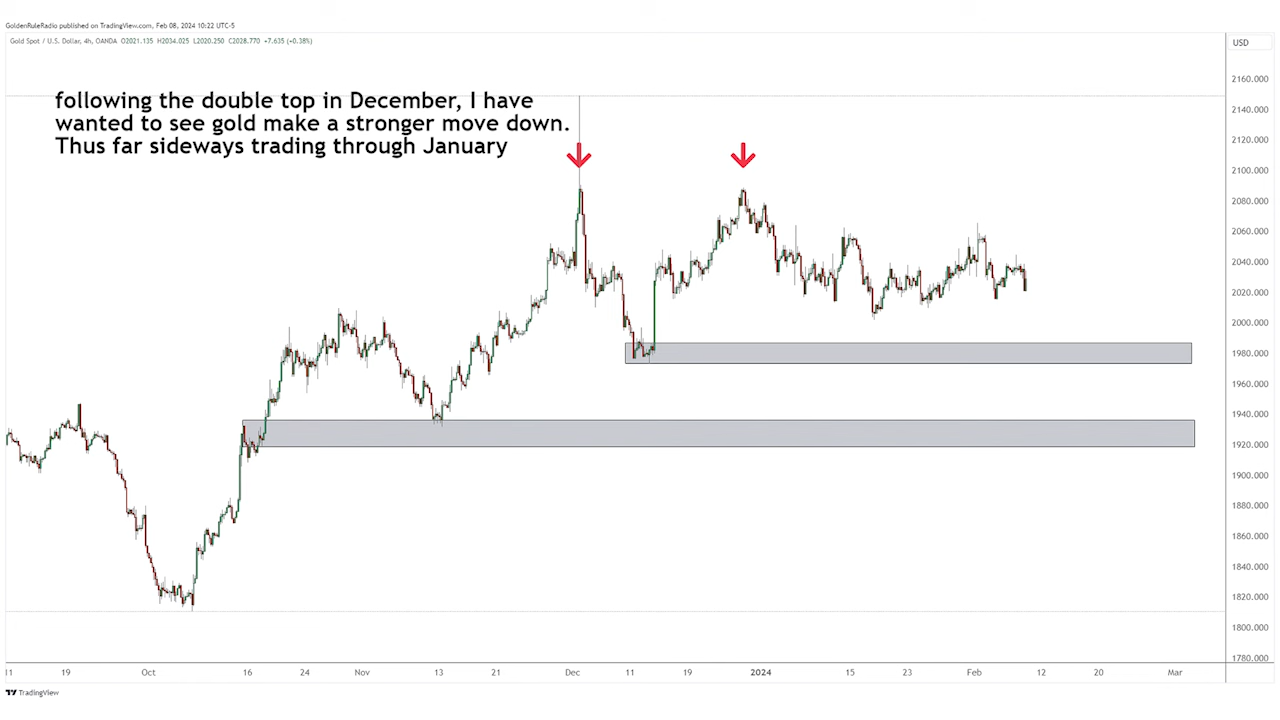 GoldenRuleRadio published on TradingView.com, Feb 08, 2024 10:22 UTC-5
Gold Spot / U.S. Dollar, 4h, OANDA O2021.135 H2034.025 L2020.250 C2028.770 +7.635 (+0.38%)
USD
following the double top in December, I have
wanted to see gold make a stronger move down.
Thus far sideways trading through January
2160.000
2140.000
2120.000
2100.000
2080.000
2060.000
2040.000
2020.000
2000.000
1980.000
1960.000
1940.000
1920.000
1900.000
1880.000
1860.000
1840.000
1820.000
1800.000
1780.000
11 19 Oct 16 24 Nov 13 21 Dec 11 19 2024 15 23 Feb 12 20 Mar
TradingView